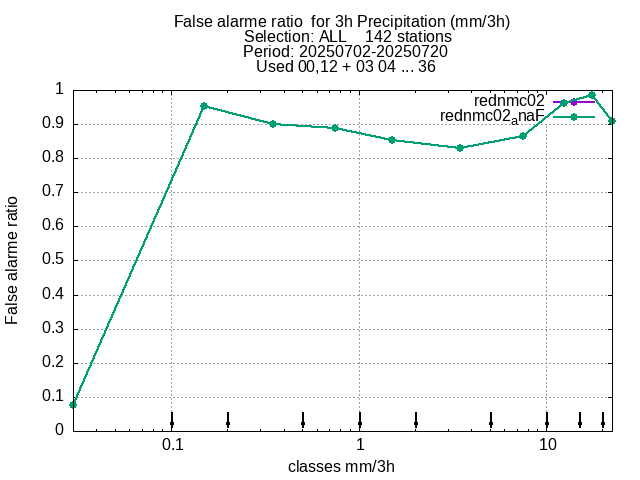 False alarme ratio  for 3h Precipitation (mm/3h)
Selection: ALL    142 stations
Period: 20250702-20250720
Used 00,12 + 03 04 ... 36
rednmc02
rednmc02anaF
1
0.9
0.8
0.7
0.6
0.5
0.4
0.3
0.2
0.1
0
False alarme ratio
0.1
1
10
classes mm/3h